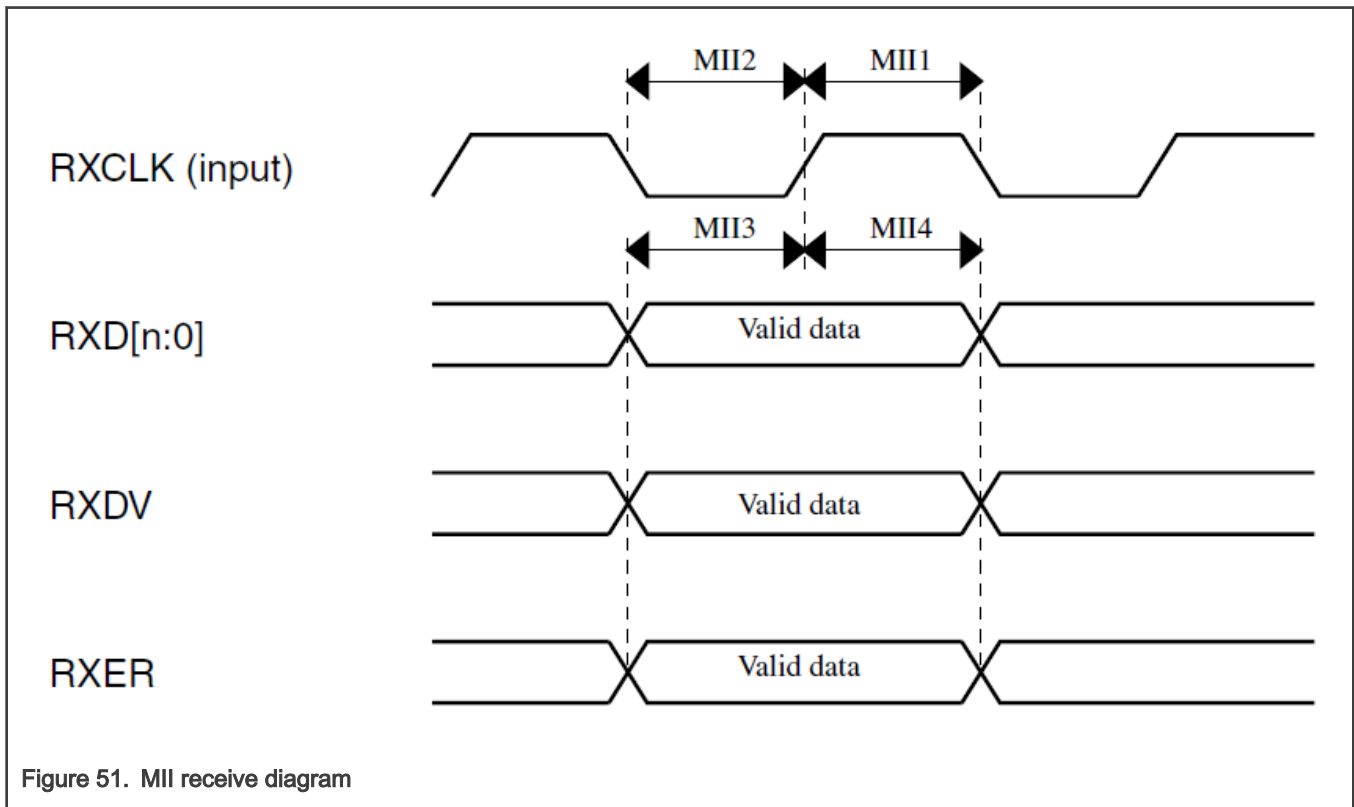 MII2 MII1
RXCLK (input)
MII3 MII4
RXD[n:0] Valid data
RXDV Valid data
RXER Valid data
Figure 51. MII receive diagram